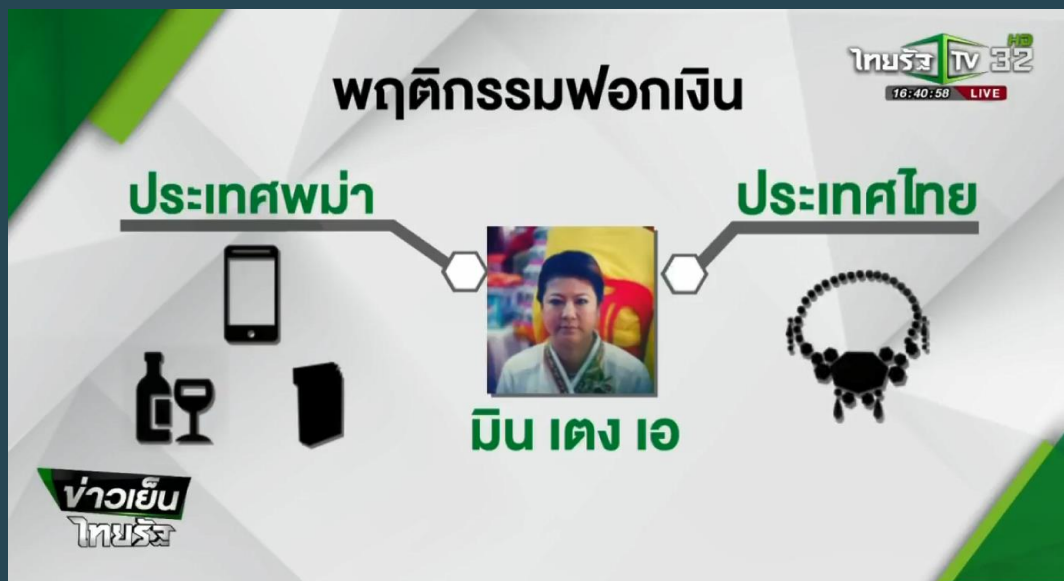 ไทยรัฐ TV HD 32
16:40:58 LIVE
พฤติกรรมฟอกเงิน
ประเทศพม่า
ประเทศไทย
มิน เตง เอ
ข่าวเย็น
ไทยรัฐ